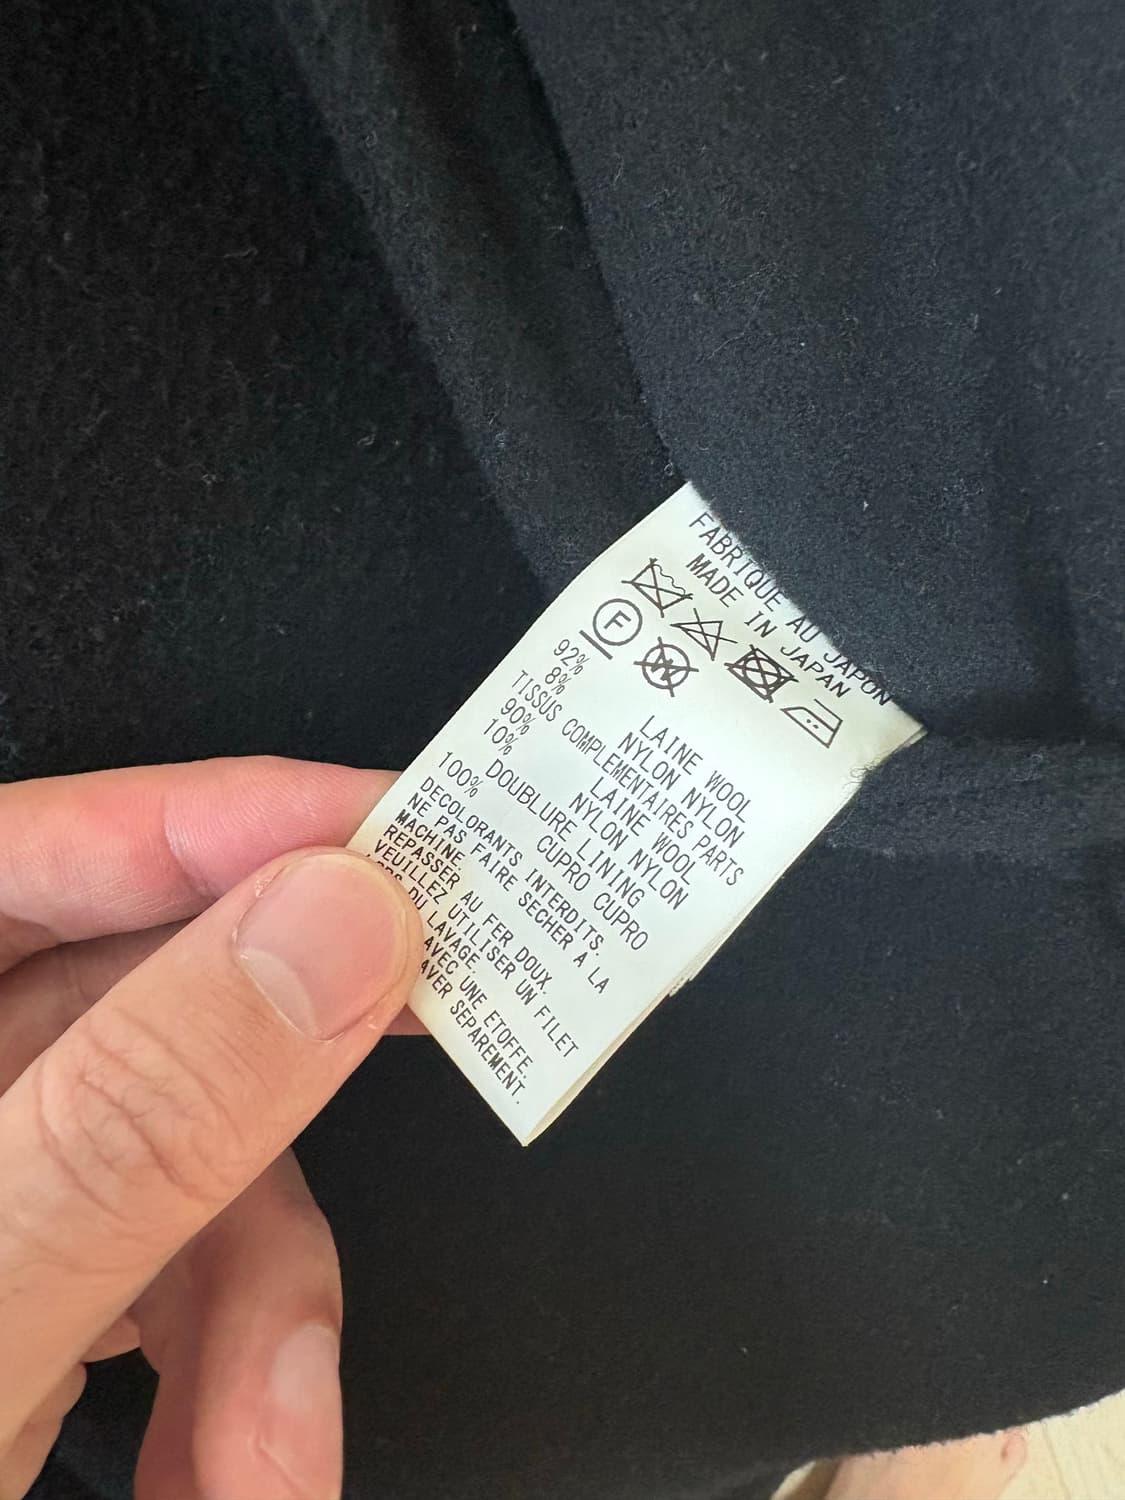 FABRIQUE AU JAPON
MADE IN JAPAN
F
W
92% LAINE WOOL
8% NYLON NYLON
TISSUS COMPLEMENTAIRES PARTS
90% LAINE WOOL
10% NYLON NYLON
DOUBLURE LINING
100% CUPRO CUPRO
DECOLORANTS INTERDITS.
NE PAS FAIRE SECHER A LA
MACHINE.
REPASSER AU FER DOUX.
VEUILLEZ UTILISER UN FILET
DU LAVAGE.
AVEC UNE ETOFFE.
SEPAREMENT.